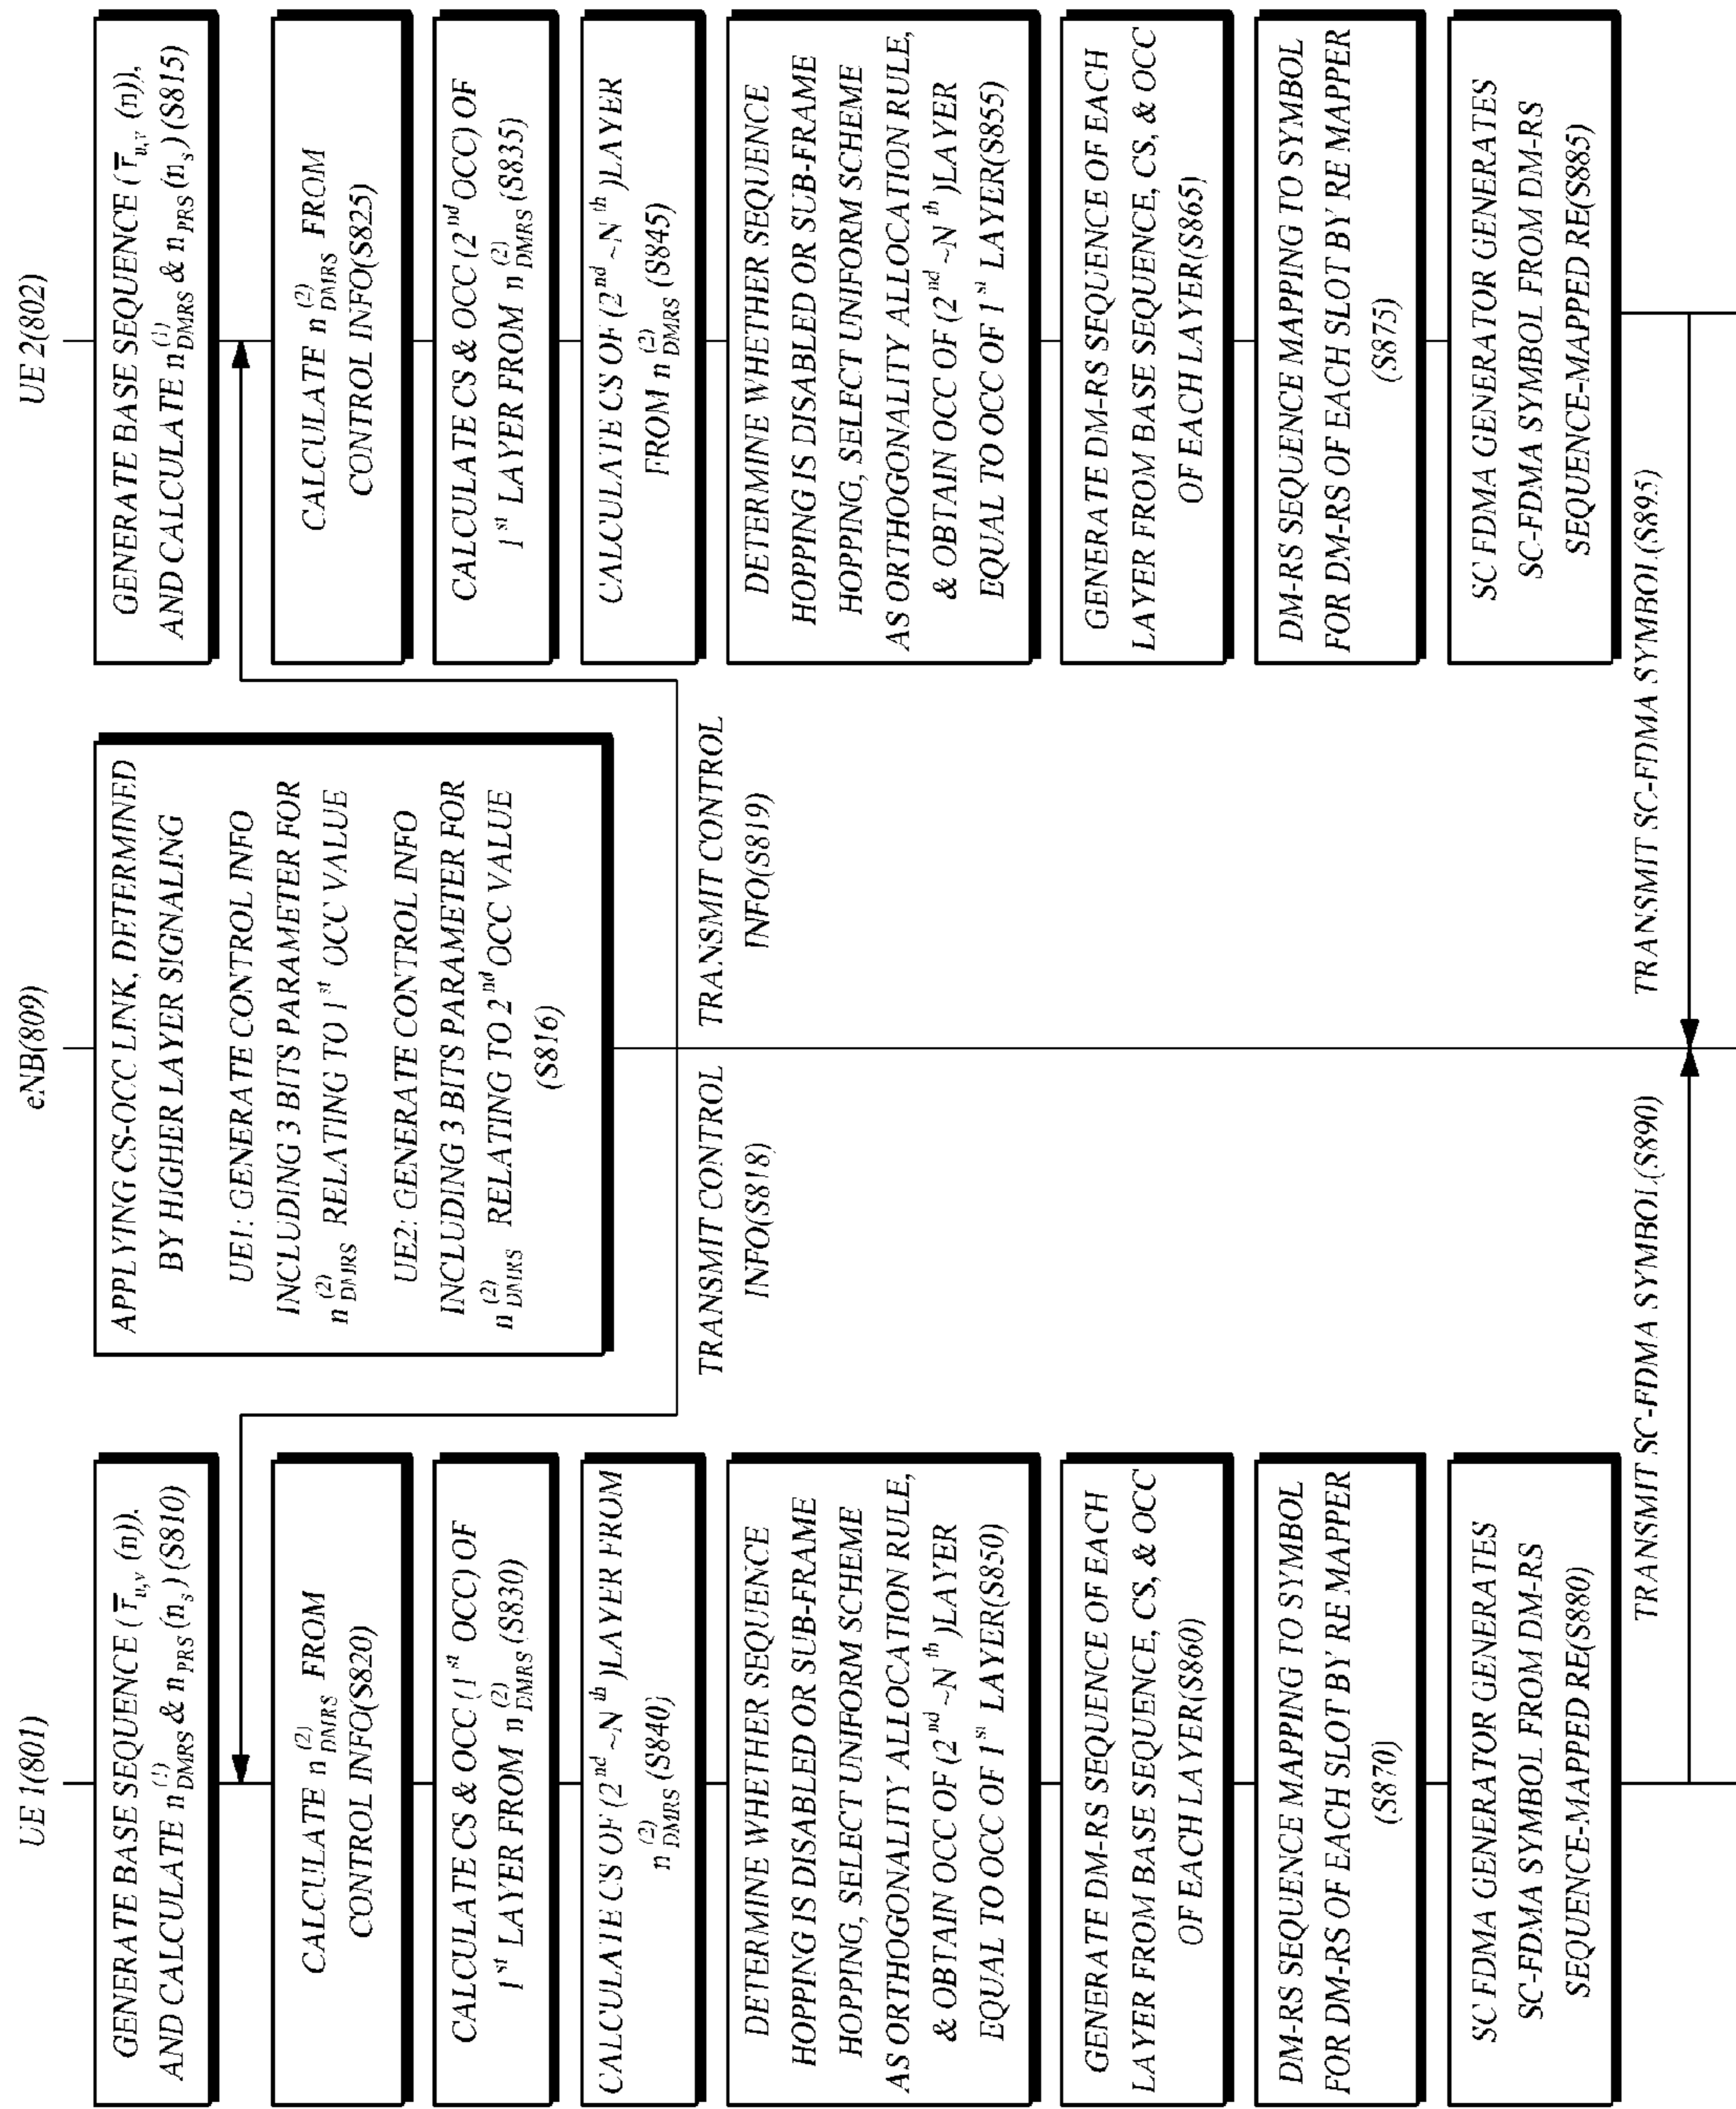 UE 1(801)
eNB(809)
UE 2(802)
GENERATE BASE SEQUENCE (r̅u,v (n)),
AND CALCULATE n(1)DMRS & nPRS (ns) (S810)
CALCULATE n(2)DMRS FROM
CONTROL INFO(S820)
CALCULATE CS & OCC (1st OCC) OF
1st LAYER FROM n(2)DMRS (S830)
CALCULATE CS OF (2nd ~Nth )LAYER FROM
n(2)DMRS (S840)
DETERMINE WHETHER SEQUENCE
HOPPING IS DISABLED OR SUB-FRAME
HOPPING, SELECT UNIFORM SCHEME
AS ORTHOGONALITY ALLOCATION RULE,
& OBTAIN OCC OF (2nd ~Nth )LAYER
EQUAL TO OCC OF 1st LAYER(S850)
GENERATE DM-RS SEQUENCE OF EACH
LAYER FROM BASE SEQUENCE, CS, & OCC
OF EACH LAYER(S860)
DM-RS SEQUENCE MAPPING TO SYMBOL
FOR DM-RS OF EACH SLOT BY RE MAPPER
(S870)
SC FDMA GENERATOR GENERATES
SC-FDMA SYMBOL FROM DM-RS
SEQUENCE-MAPPED RE(S880)
TRANSMIT SC-FDMA SYMBOL(S890)
APPLYING CS-OCC LINK, DETERMINED
BY HIGHER LAYER SIGNALING
UE1: GENERATE CONTROL INFO
INCLUDING 3 BITS PARAMETER FOR
n(2)DMRS RELATING TO 1st OCC VALUE
UE2: GENERATE CONTROL INFO
INCLUDING 3 BITS PARAMETER FOR
n(2)DMRS RELATING TO 2nd OCC VALUE
(S816)
TRANSMIT CONTROL
INFO(S818)
TRANSMIT CONTROL
INFO(S819)
GENERATE BASE SEQUENCE (r̅u,v (n)),
AND CALCULATE n(1)DMRS & nPRS (ns) (S815)
CALCULATE n(2)DMRS FROM
CONTROL INFO(S825)
CALCULATE CS & OCC (2nd OCC) OF
1st LAYER FROM n(2)DMRS (S835)
CALCULATE CS OF (2nd ~Nth )LAYER
FROM n(2)DMRS (S845)
DETERMINE WHETHER SEQUENCE
HOPPING IS DISABLED OR SUB-FRAME
HOPPING, SELECT UNIFORM SCHEME
AS ORTHOGONALITY ALLOCATION RULE,
& OBTAIN OCC OF (2nd ~Nth )LAYER
EQUAL TO OCC OF 1st LAYER(S855)
GENERATE DM-RS SEQUENCE OF EACH
LAYER FROM BASE SEQUENCE, CS, & OCC
OF EACH LAYER(S865)
DM-RS SEQUENCE MAPPING TO SYMBOL
FOR DM-RS OF EACH SLOT BY RE MAPPER
(S875)
SC FDMA GENERATOR GENERATES
SC-FDMA SYMBOL FROM DM-RS
SEQUENCE-MAPPED RE(S885)
TRANSMIT SC-FDMA SYMBOL(S895)